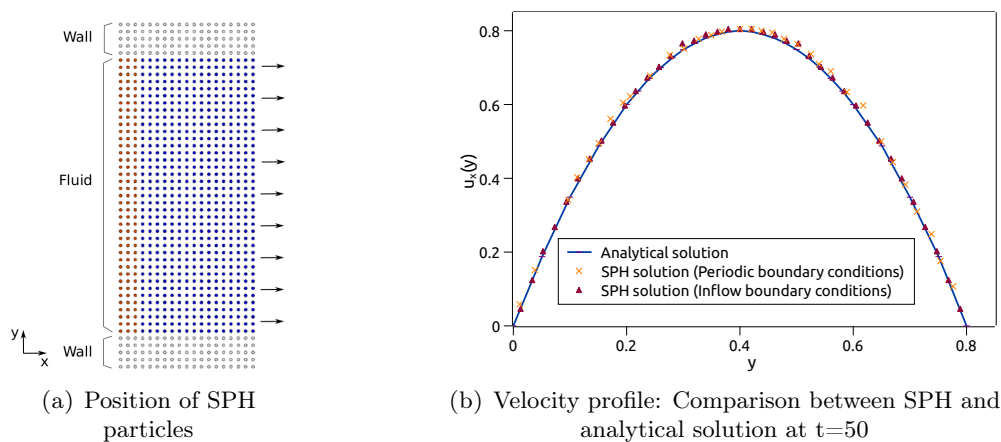 Wall
Fluid
Wall
y
x
(a) Position of SPH
particles
0.8
0.6
0.4
0.2
0
uₓ(y)
Analytical solution
SPH solution (Periodic boundary conditions)
SPH solution (Inflow boundary conditions)
0 0.2 0.4 0.6 0.8
y
(b) Velocity profile: Comparison between SPH and
analytical solution at t=50